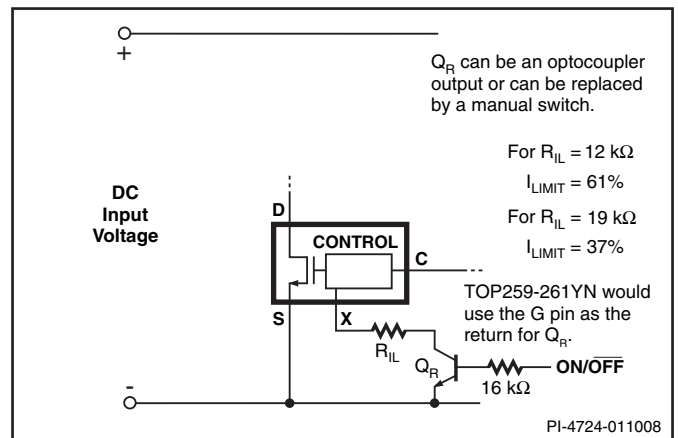 +
Q_R can be an optocoupler
output or can be replaced
by a manual switch.
For R_IL = 12 kΩ
I_LIMIT = 61%
For R_IL = 19 kΩ
I_LIMIT = 37%
DC
Input
Voltage
D
CONTROL
C
TOP259-261YN would
use the G pin as the
return for Q_R.
S
X
R_IL
Q_R
ON/O̅F̅F̅
16 kΩ
-
PI-4724-011008